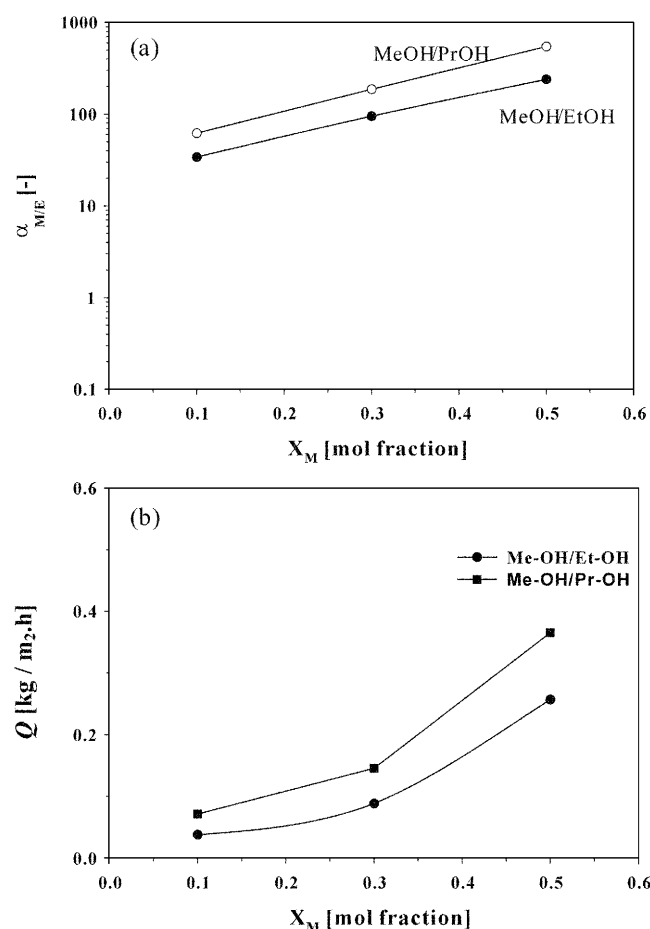 (a)
1000
100
10
1
0.1
α M/E [-]
MeOH/PrOH
MeOH/EtOH
0.0 0.1 0.2 0.3 0.4 0.5 0.6
XM [mol fraction]
(b)
0.6
0.4
0.2
0.0
Q [kg / m2.h]
Me-OH/Et-OH
Me-OH/Pr-OH
0.0 0.1 0.2 0.3 0.4 0.5 0.6
XM [mol fraction]